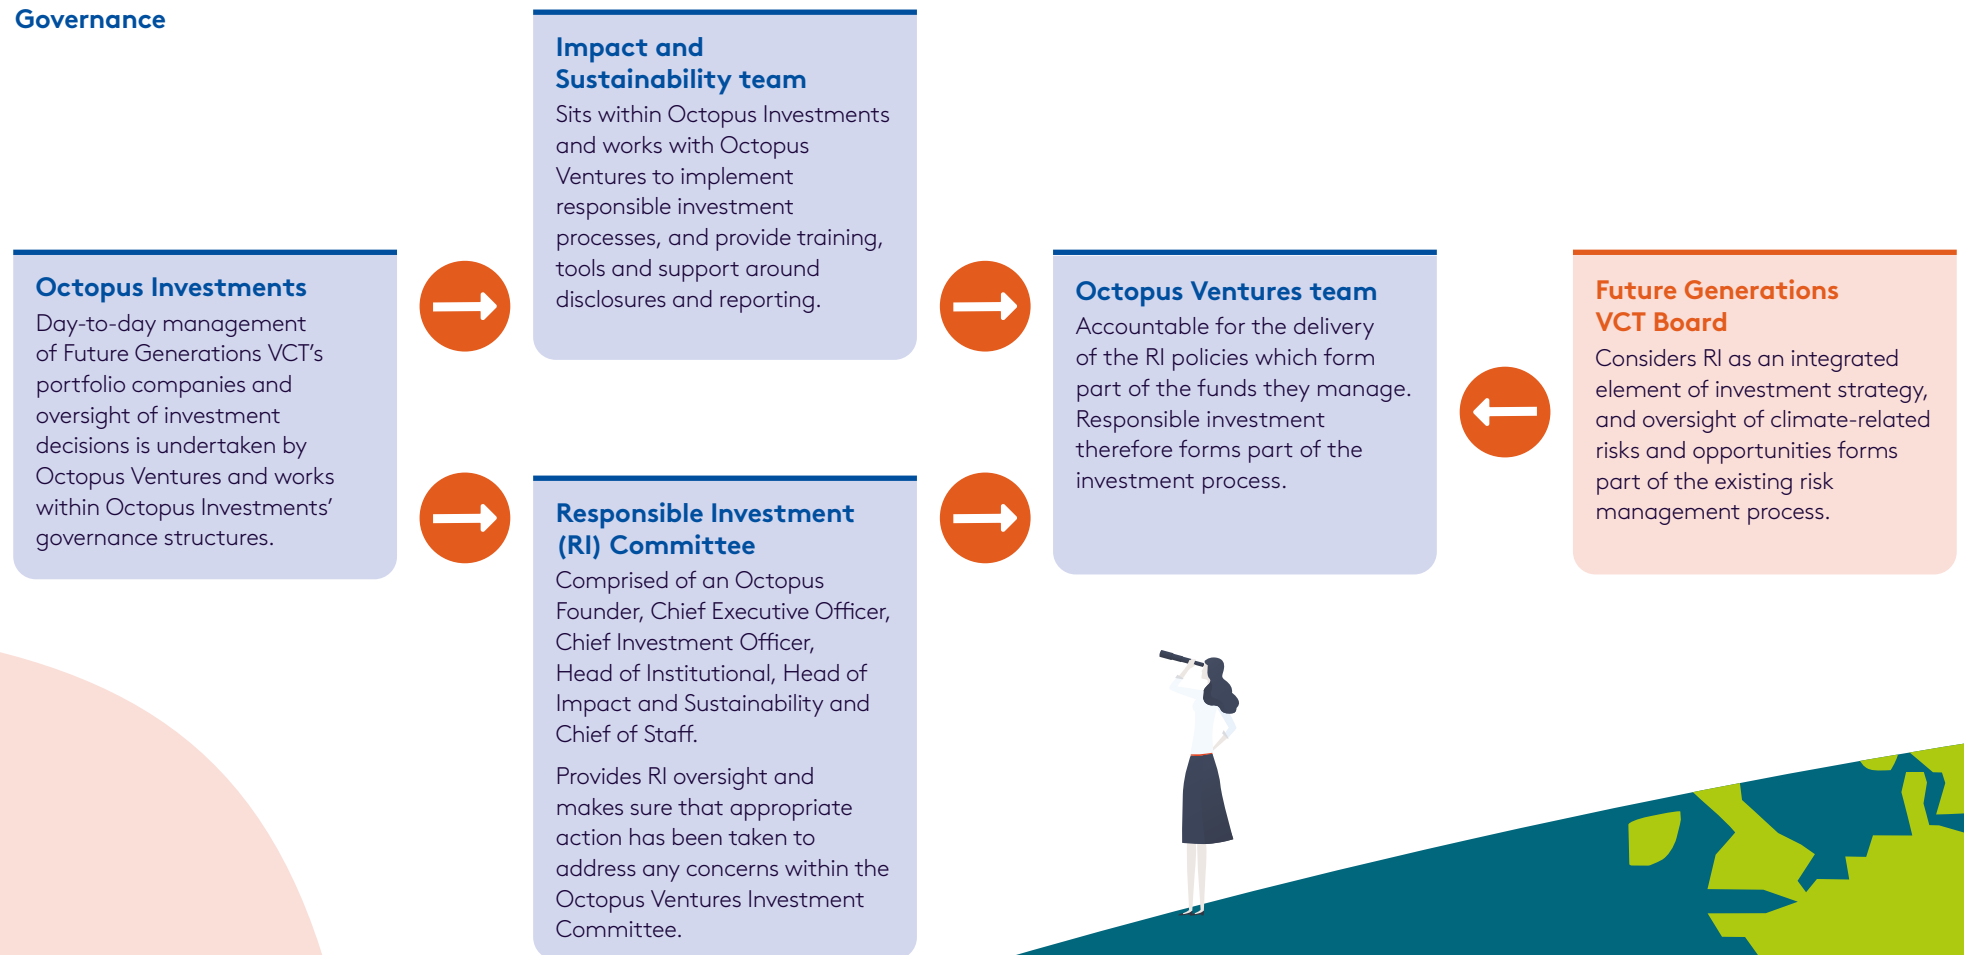 Governance
Octopus Investments
Day-to-day management
of Future Generations VCT’s
portfolio companies and
oversight of investment
decisions is undertaken by
Octopus Ventures and works
within Octopus Investments’
governance structures.
Impact and
Sustainability team
Sits within Octopus Investments
and works with Octopus
Ventures to implement
responsible investment
processes, and provide training,
tools and support around
disclosures and reporting.
Responsible Investment
(RI) Committee
Comprised of an Octopus
Founder, Chief Executive Officer,
Chief Investment Officer,
Head of Institutional, Head of
Impact and Sustainability and
Chief of Staff.
Provides RI oversight and
makes sure that appropriate
action has been taken to
address any concerns within the
Octopus Ventures Investment
Committee.
Octopus Ventures team
Accountable for the delivery
of the RI policies which form
part of the funds they manage.
Responsible investment
therefore forms part of the
investment process.
Future Generations
VCT Board
Considers RI as an integrated
element of investment strategy,
and oversight of climate-related
risks and opportunities forms
part of the existing risk
management process.